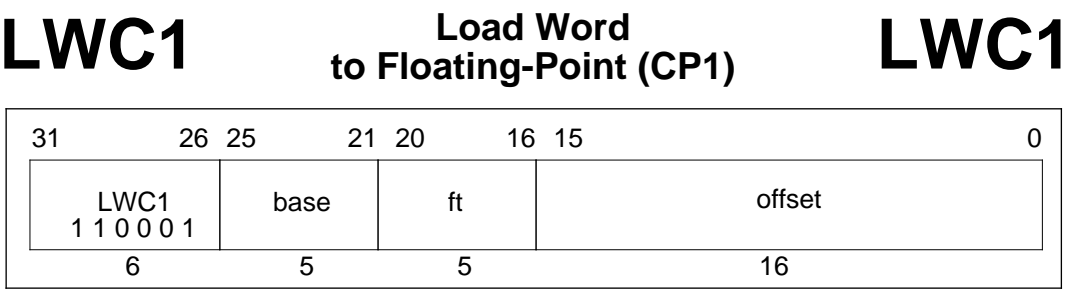 LWC1 Load Word to Floating-Point (CP1) LWC1
31 26 25 21 20 16 15 0
LWC1 base ft offset
1 1 0 0 0 1
6 5 5 16